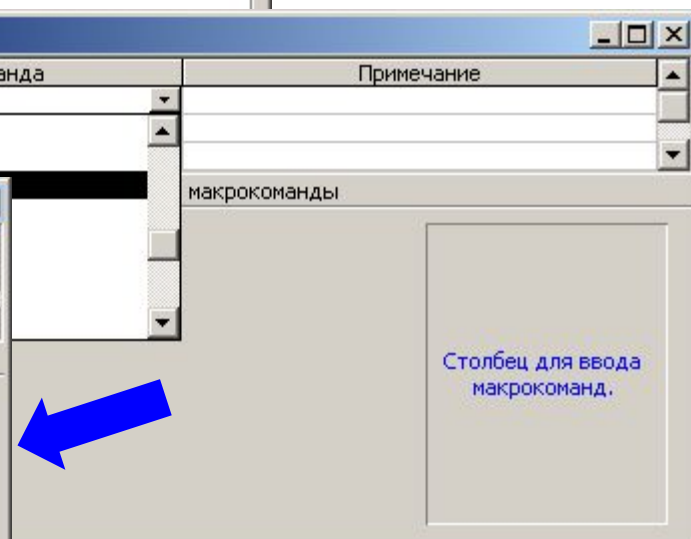 анда
Примечание
макрокоманды
Столбец для ввода
макрокоманд.